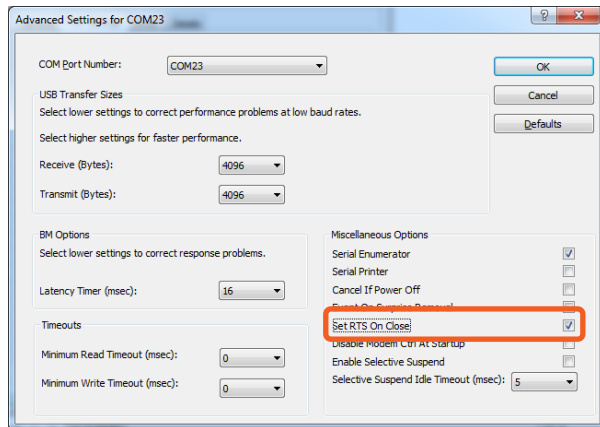 Advanced Settings for COM23
COM Port Number:
COM23
OK
Cancel
Defaults
USB Transfer Sizes
Select lower settings to correct performance problems at low baud rates.
Select higher settings for faster performance.
Receive (Bytes):
4096
Transmit (Bytes):
4096
BM Options
Select lower settings to correct response problems.
Latency Timer (msec):
16
Timeouts
Minimum Read Timeout (msec):
0
Minimum Write Timeout (msec):
0
Miscellaneous Options
Serial Enumerator
Serial Printer
Cancel If Power Off
Event On Surprise Removal
Set RTS On Close
Disable Modem Ctrl At Startup
Enable Selective Suspend
Selective Suspend Idle Timeout (msec):
5